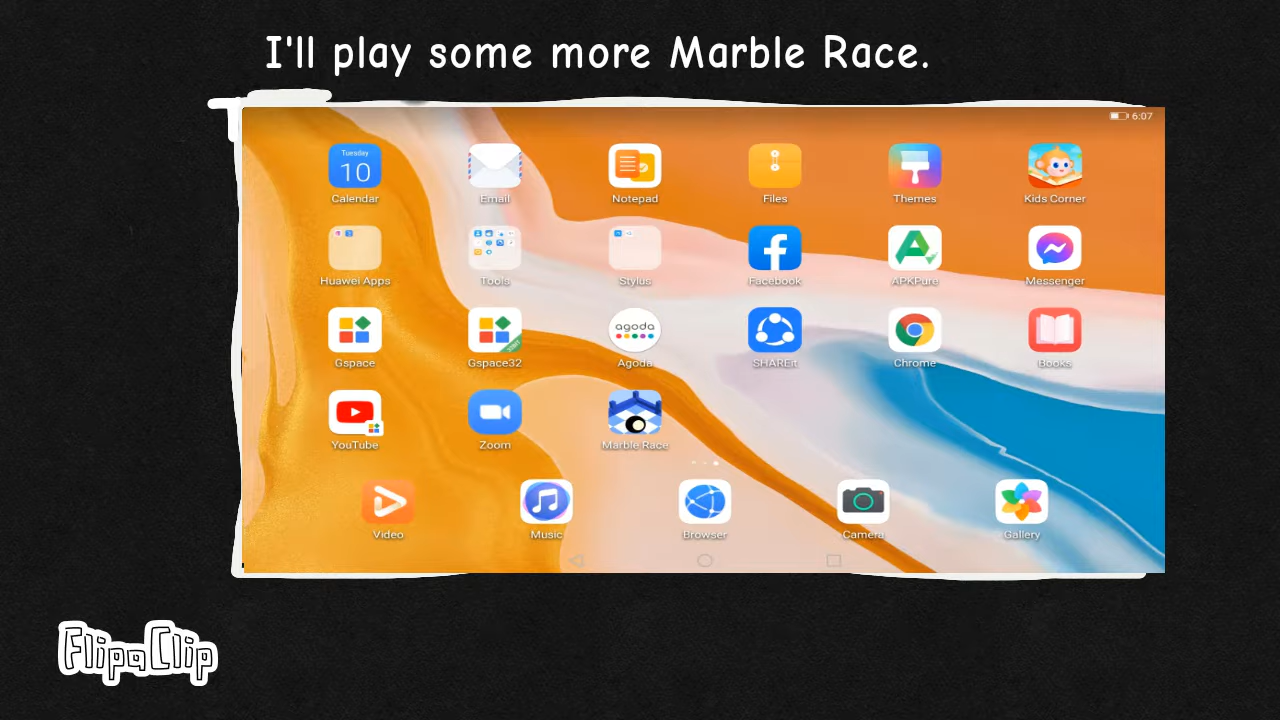 I'll play some more Marble Race.
6:07
Tuesday
10
Calendar
Email
Notepad
Files
Themes
Kids Corner
Huawei Apps
Tools
Stylus
Facebook
APKPure
Messenger
Gspace
Gspace32
agoda
Agoda
SHAREit
Chrome
Books
YouTube
Zoom
Marble Race
Video
Music
Browser
Camera
Gallery
FlipaClip